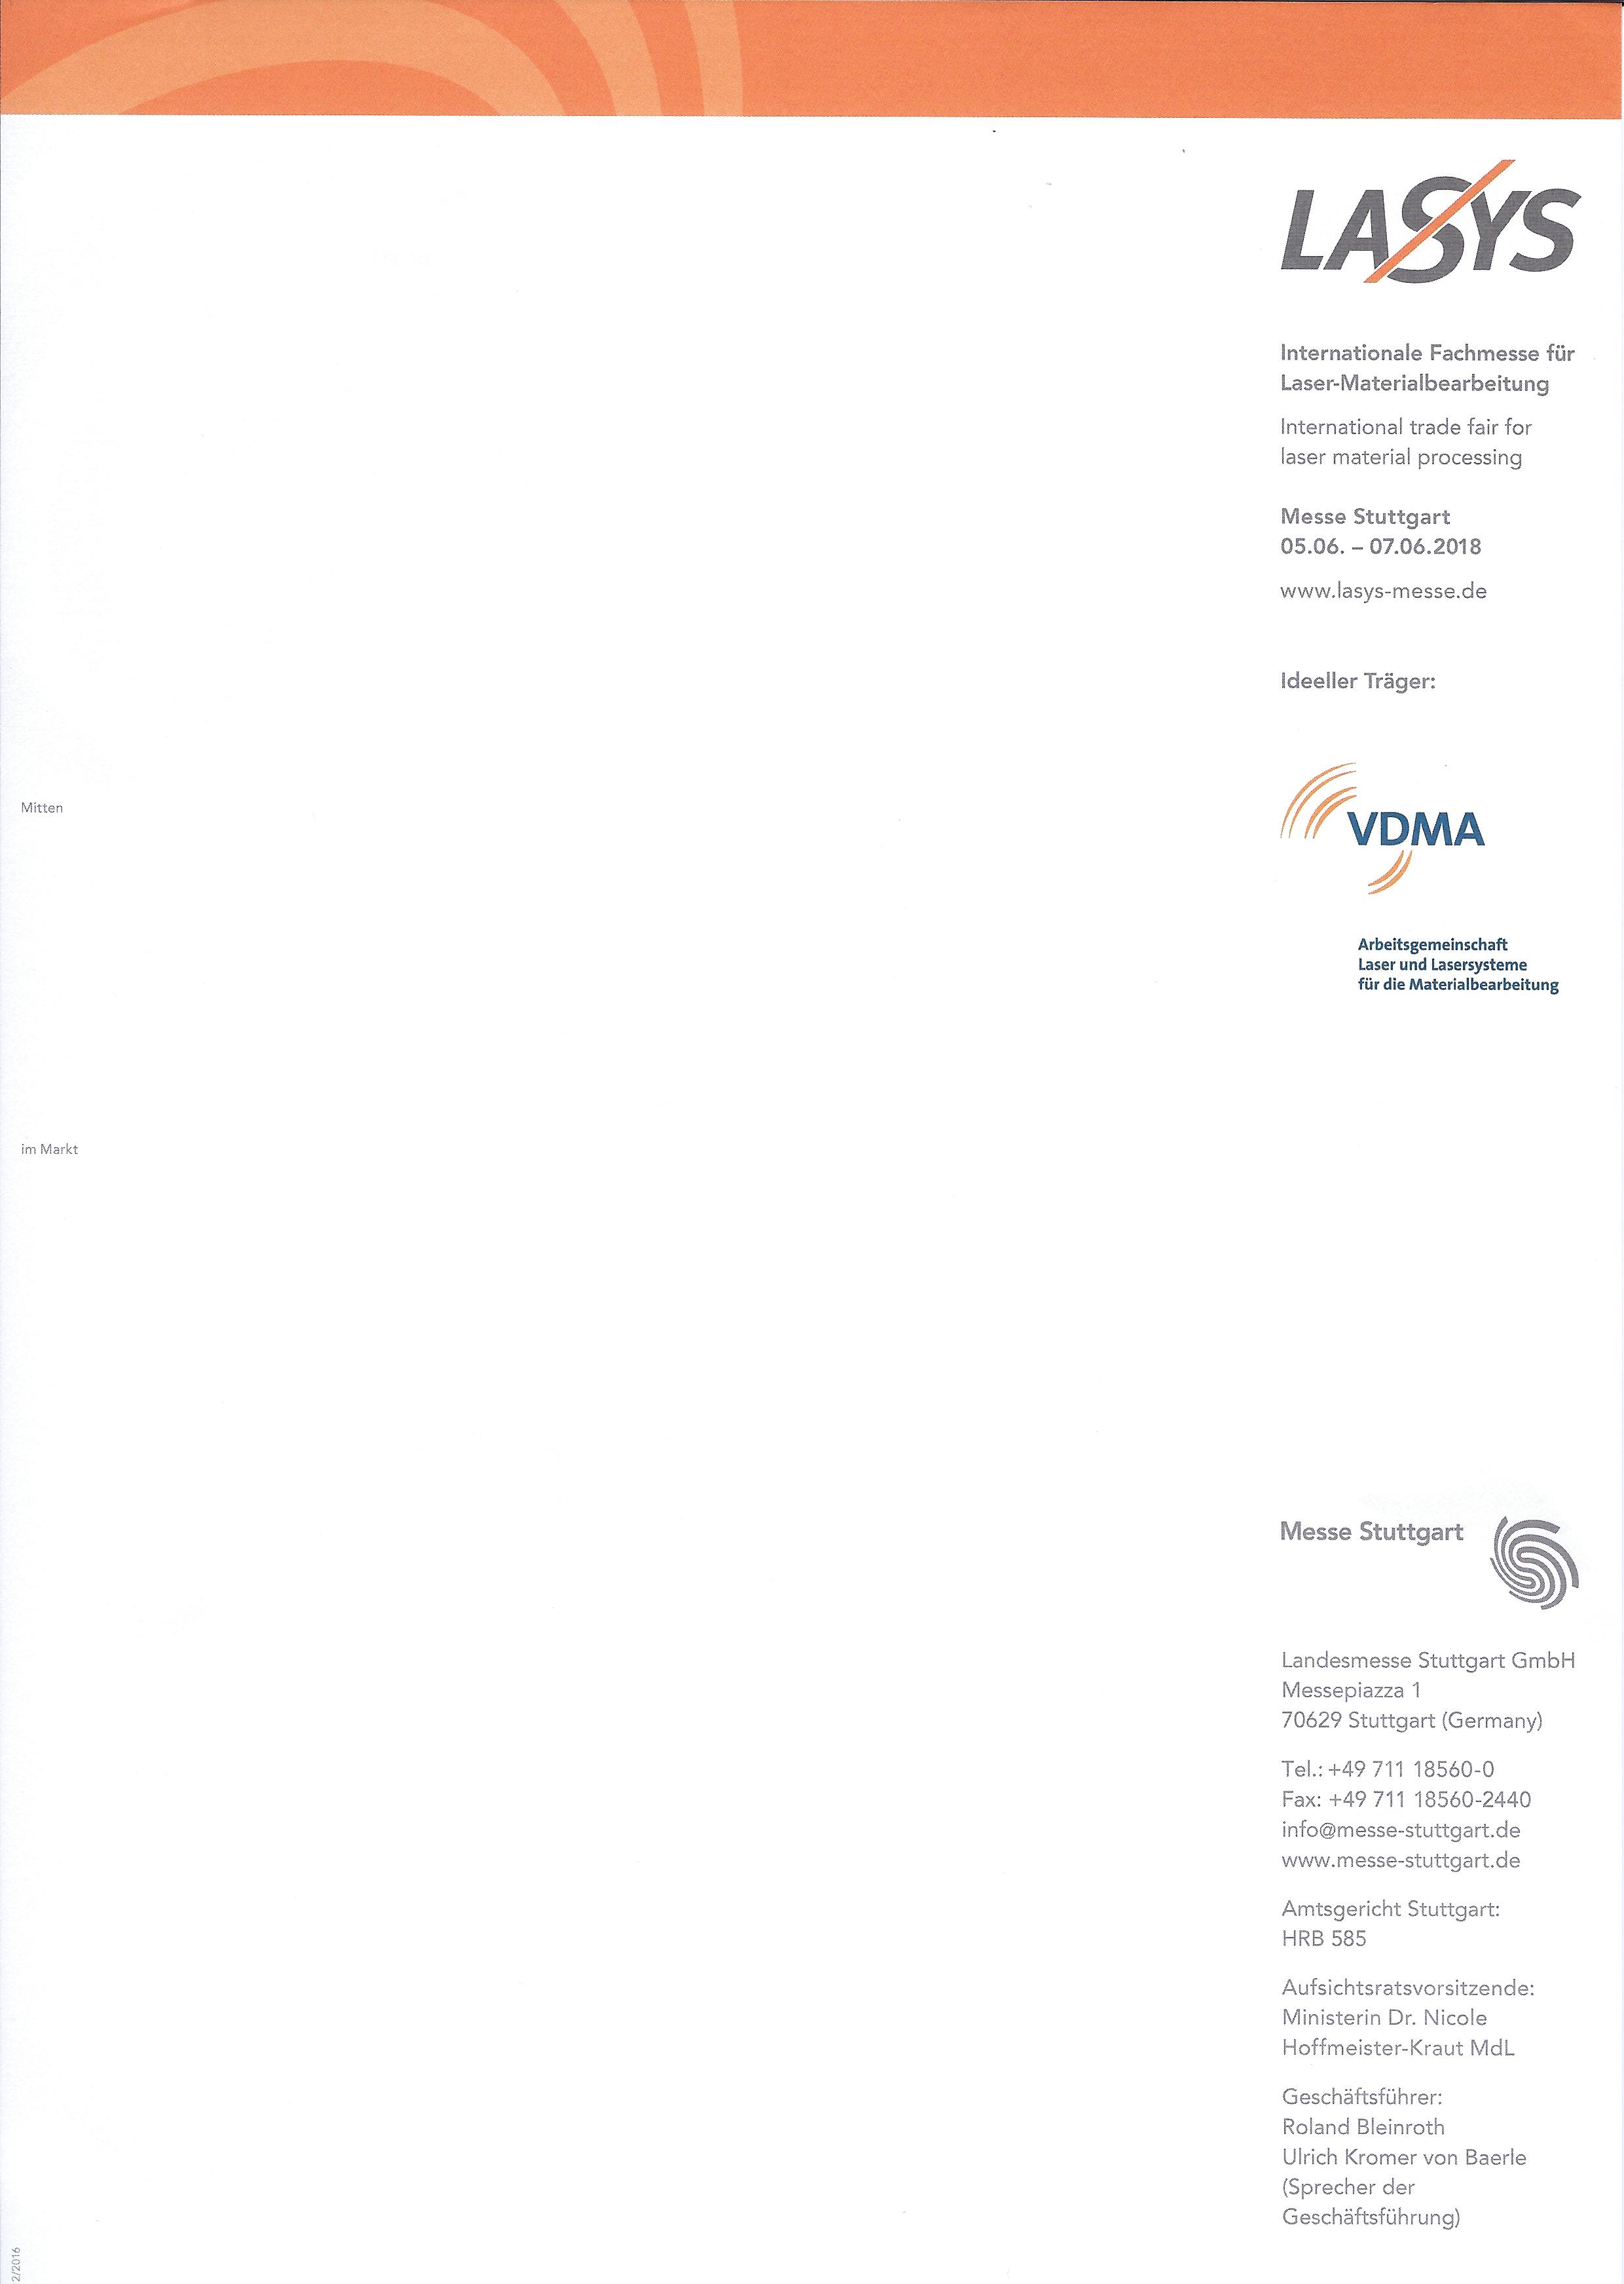 LASYS
Internationale Fachmesse für
Laser-Materialbearbeitung
International trade fair for
laser material processing
Messe Stuttgart
05.06. – 07.06.2018
www.lasys-messe.de
Ideeller Träger:
Mitten
VDMA
Arbeitsgemeinschaft
Laser und Lasersysteme
für die Materialbearbeitung
im Markt
Messe Stuttgart
Landesmesse Stuttgart GmbH
Messepiazza 1
70629 Stuttgart (Germany)
Tel.: +49 711 18560-0
Fax: +49 711 18560-2440
info@messe-stuttgart.de
www.messe-stuttgart.de
Amtsgericht Stuttgart:
HRB 585
Aufsichtsratsvorsitzende:
Ministerin Dr. Nicole
Hoffmeister-Kraut MdL
Geschäftsführer:
Roland Bleinroth
Ulrich Kromer von Baerle
(Sprecher der
Geschäftsführung)
2/2016